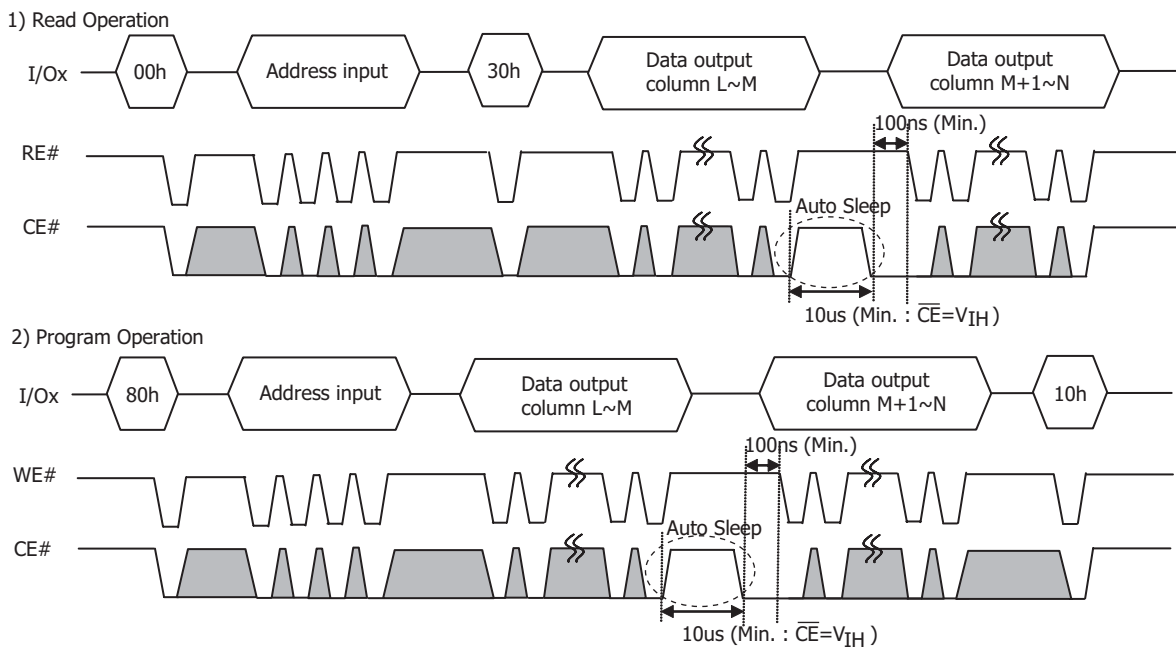 1) Read Operation
I/Ox
00h
Address input
30h
Data output
column L~M
Data output
column M+1~N
100ns (Min.)
RE#
Auto Sleep
CE#
10us (Min. : C̅E̅=VIH)
2) Program Operation
I/Ox
80h
Address input
Data output
column L~M
Data output
column M+1~N
10h
100ns (Min.)
WE#
Auto Sleep
CE#
10us (Min. : C̅E̅=VIH )